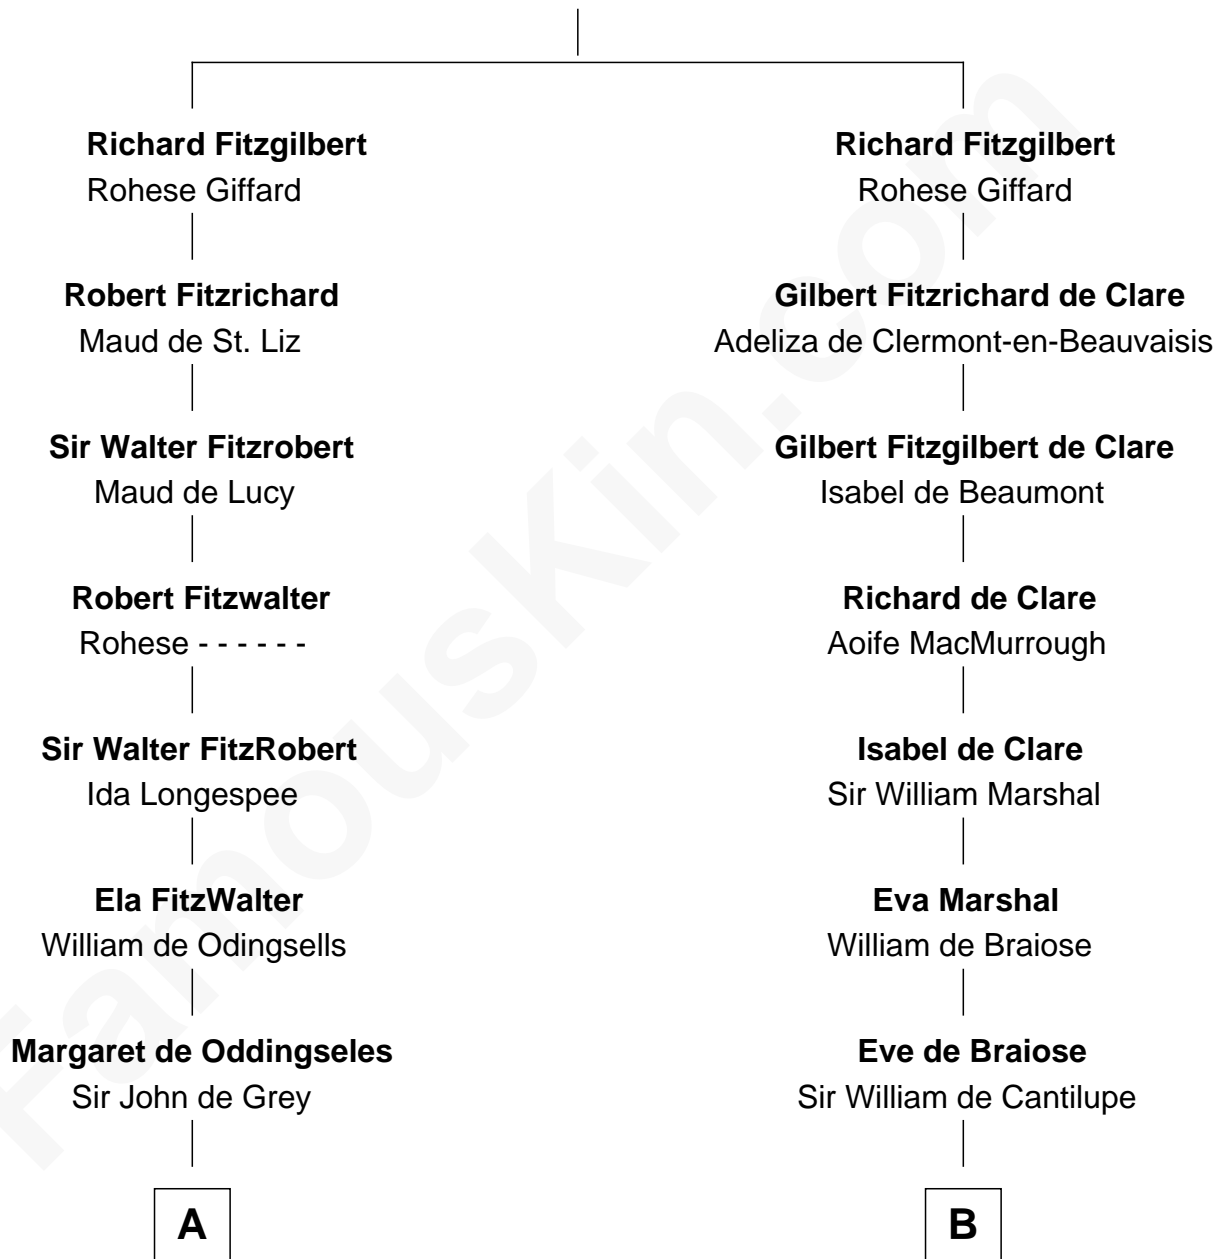 Richard Fitzgilbert
Rohese Giffard
Robert Fitzrichard
Maud de St. Liz
Sir Walter Fitzrobert
Maud de Lucy
Robert Fitzwalter
Rohese - - - - - -
Sir Walter FitzRobert
Ida Longespee
Ela FitzWalter
William de Odingsells
Margaret de Oddingseles
Sir John de Grey
A
Richard Fitzgilbert
Rohese Giffard
Gilbert Fitzrichard de Clare
Adeliza de Clermont-en-Beauvaisis
Gilbert Fitzgilbert de Clare
Isabel de Beaumont
Richard de Clare
Aoife MacMurrough
Isabel de Clare
Sir William Marshal
Eva Marshal
William de Braiose
Eve de Braiose
Sir William de Cantilupe
B
FamousKin.com